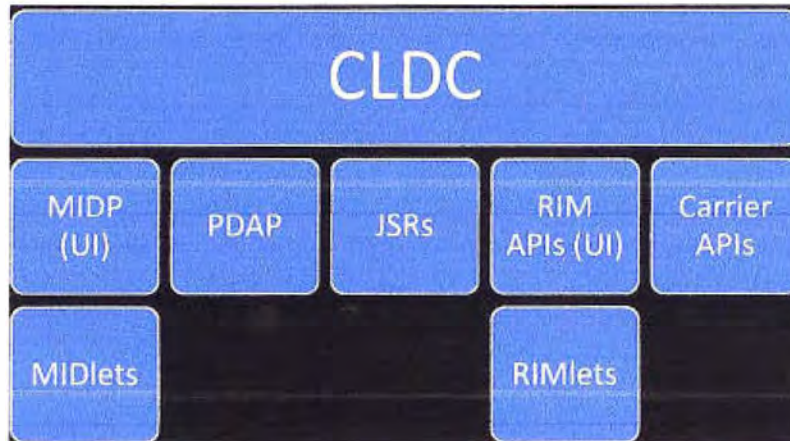 CLDC
MIDP
(UI)
PDAP
JSRs
RIM
APIs (UI)
Carrier
APIs
MIDlets
RIMlets